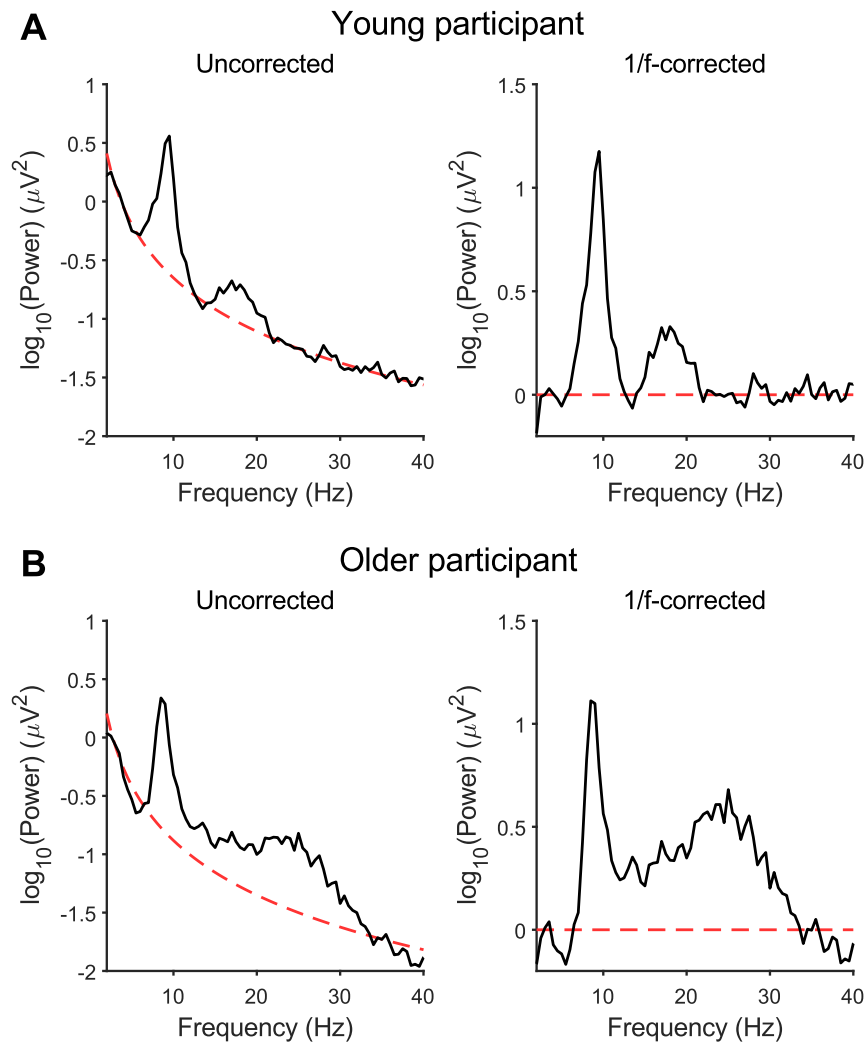 A
Young participant
Uncorrected
1/f-corrected
1
0.5
0
-0.5
-1
-1.5
-2
log10(Power) (μV2)
10
20
30
40
Frequency (Hz)
1.5
1
0.5
0
log10(Power) (μV2)
10
20
30
40
Frequency (Hz)
B
Older participant
Uncorrected
1/f-corrected
1
0.5
0
-0.5
-1
-1.5
-2
log10(Power) (μV2)
10
20
30
40
Frequency (Hz)
1.5
1
0.5
0
log10(Power) (μV2)
10
20
30
40
Frequency (Hz)